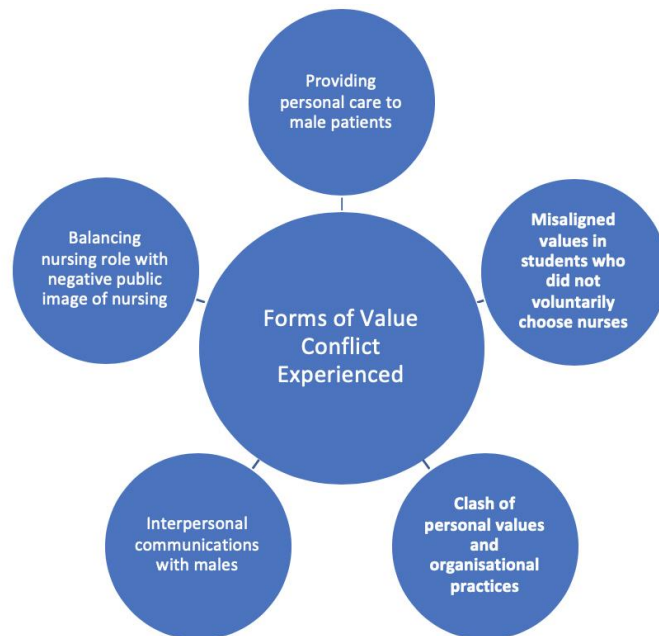 Providing
personal care to
male patients
Balancing
nursing role with
negative public
image of nursing
Misaligned
values in
students who
did not
voluntarily
choose nurses
Forms of Value
Conflict
Experienced
Interpersonal
communications
with males
Clash of
personal values
and
organisational
practices